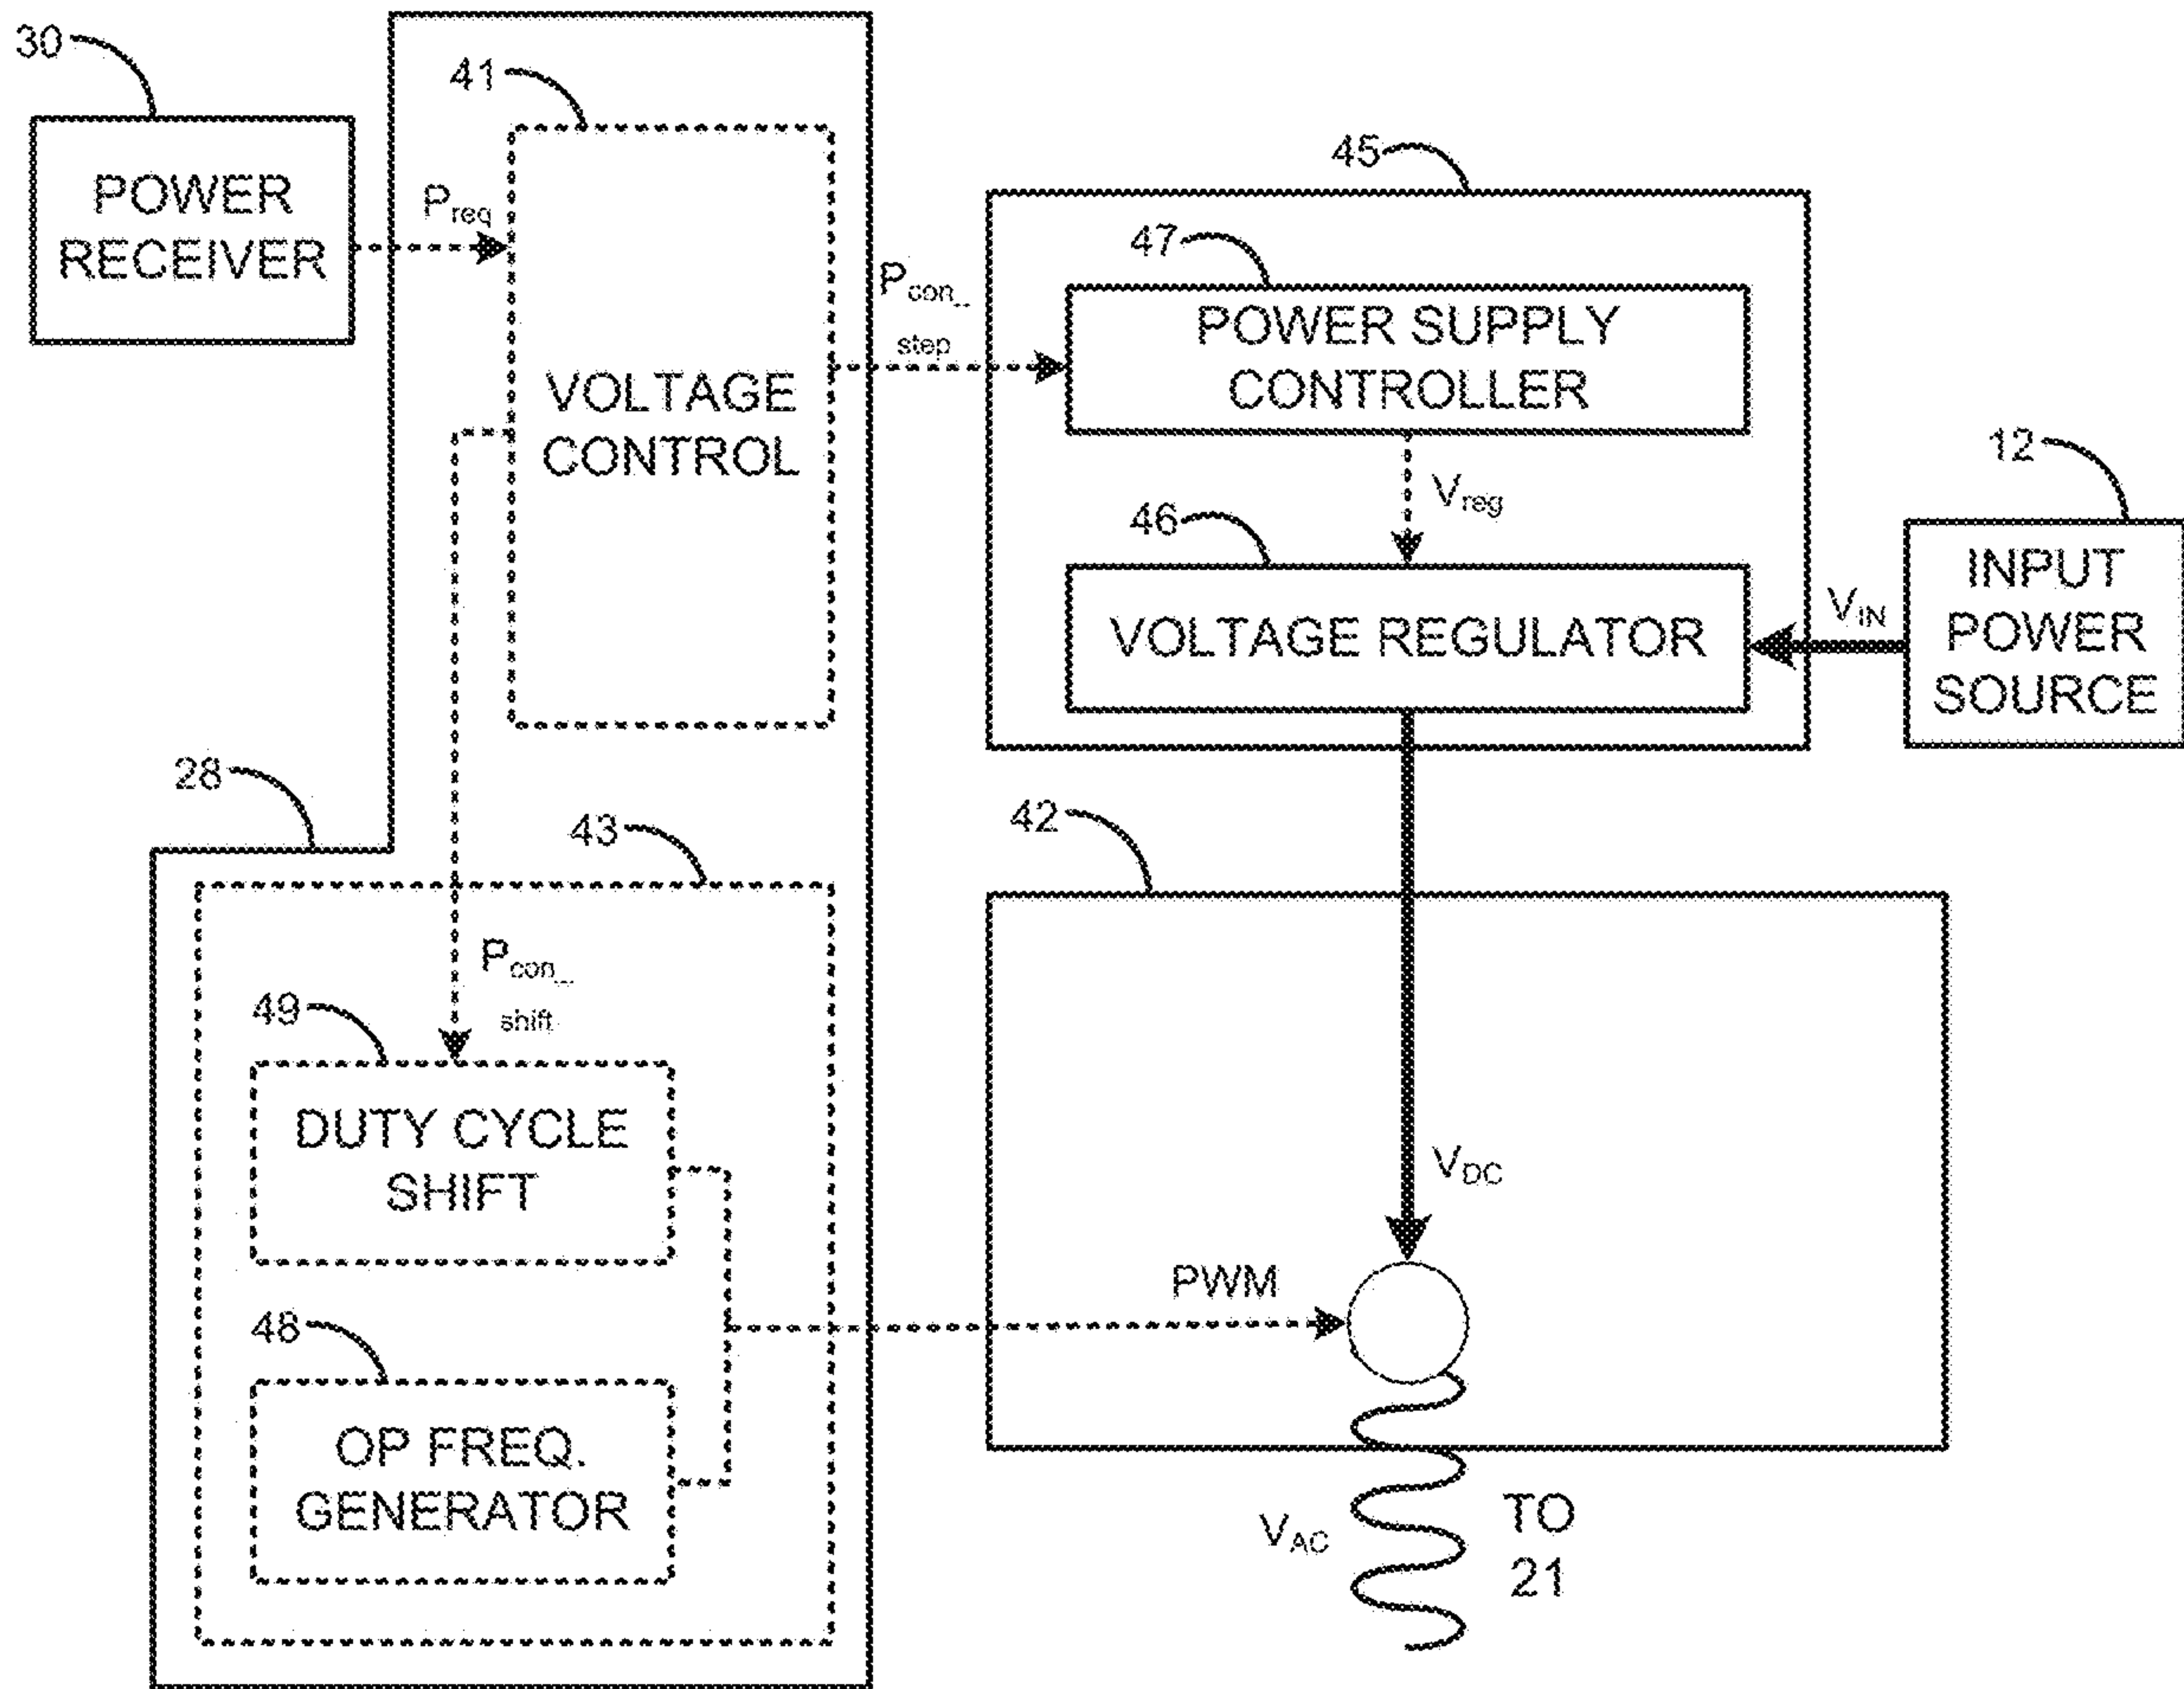 30
POWER
RECEIVER
41
Preq
VOLTAGE
CONTROL
Pcon_
step
45
47
POWER SUPPLY
CONTROLLER
Vreg
46
VOLTAGE REGULATOR
12
VIN
INPUT
POWER
SOURCE
28
43
Pcon_
shift
49
DUTY CYCLE
SHIFT
48
OP FREQ.
GENERATOR
42
VDC
PWM
VAC
TO
21